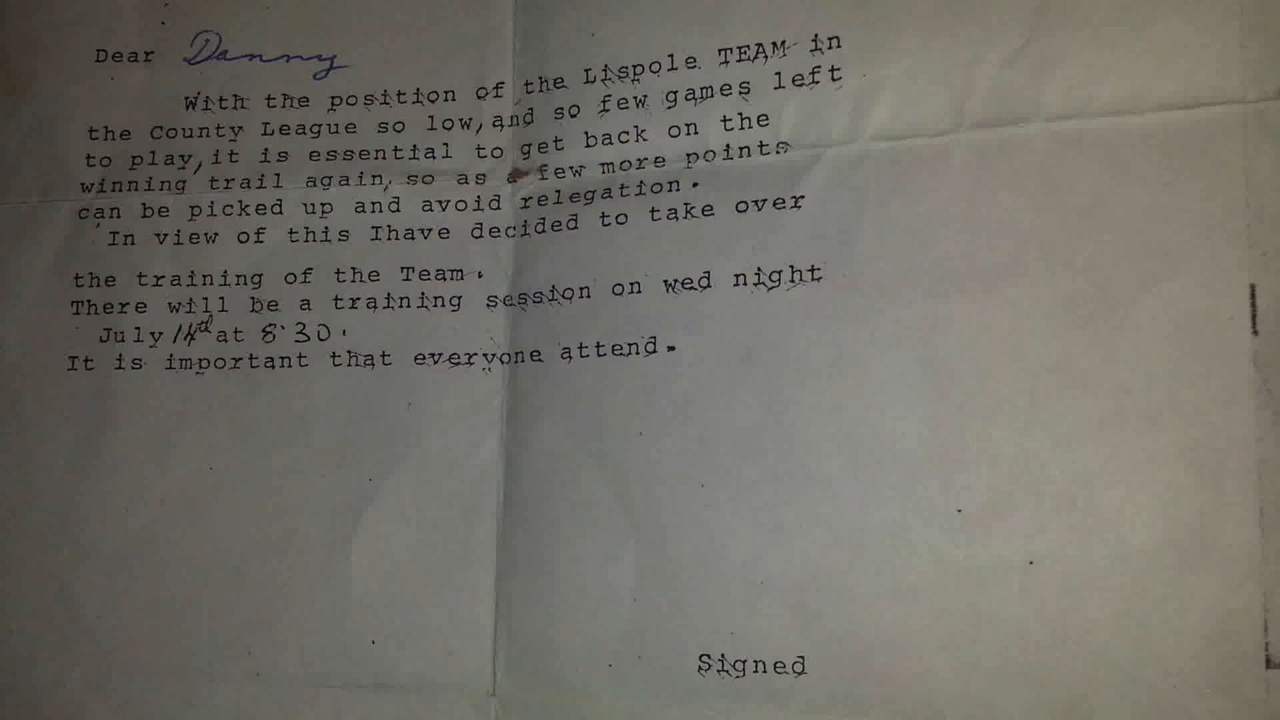 Dear Danny
With the position of the Lispole TEAM in
the County League so low, and so few games left
to play, it is essential to get back on the
winning trail again, so as a few more points
can be picked up and avoid relegation.
In view of this Ihave decided to take over
the training of the Team.
There will be a training session on wed night
July 14th at 8.30.
It is important that everyone attend.
Signed